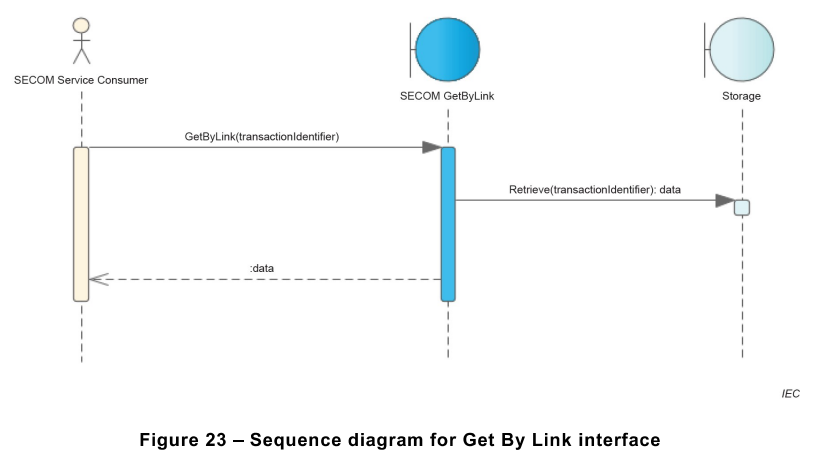 SECOM Service Consumer
SECOM GetByLink
Storage
GetByLink(transactionIdentifier)
Retrieve(transactionIdentifier): data
:data
IEC
Figure 23 – Sequence diagram for Get By Link interface